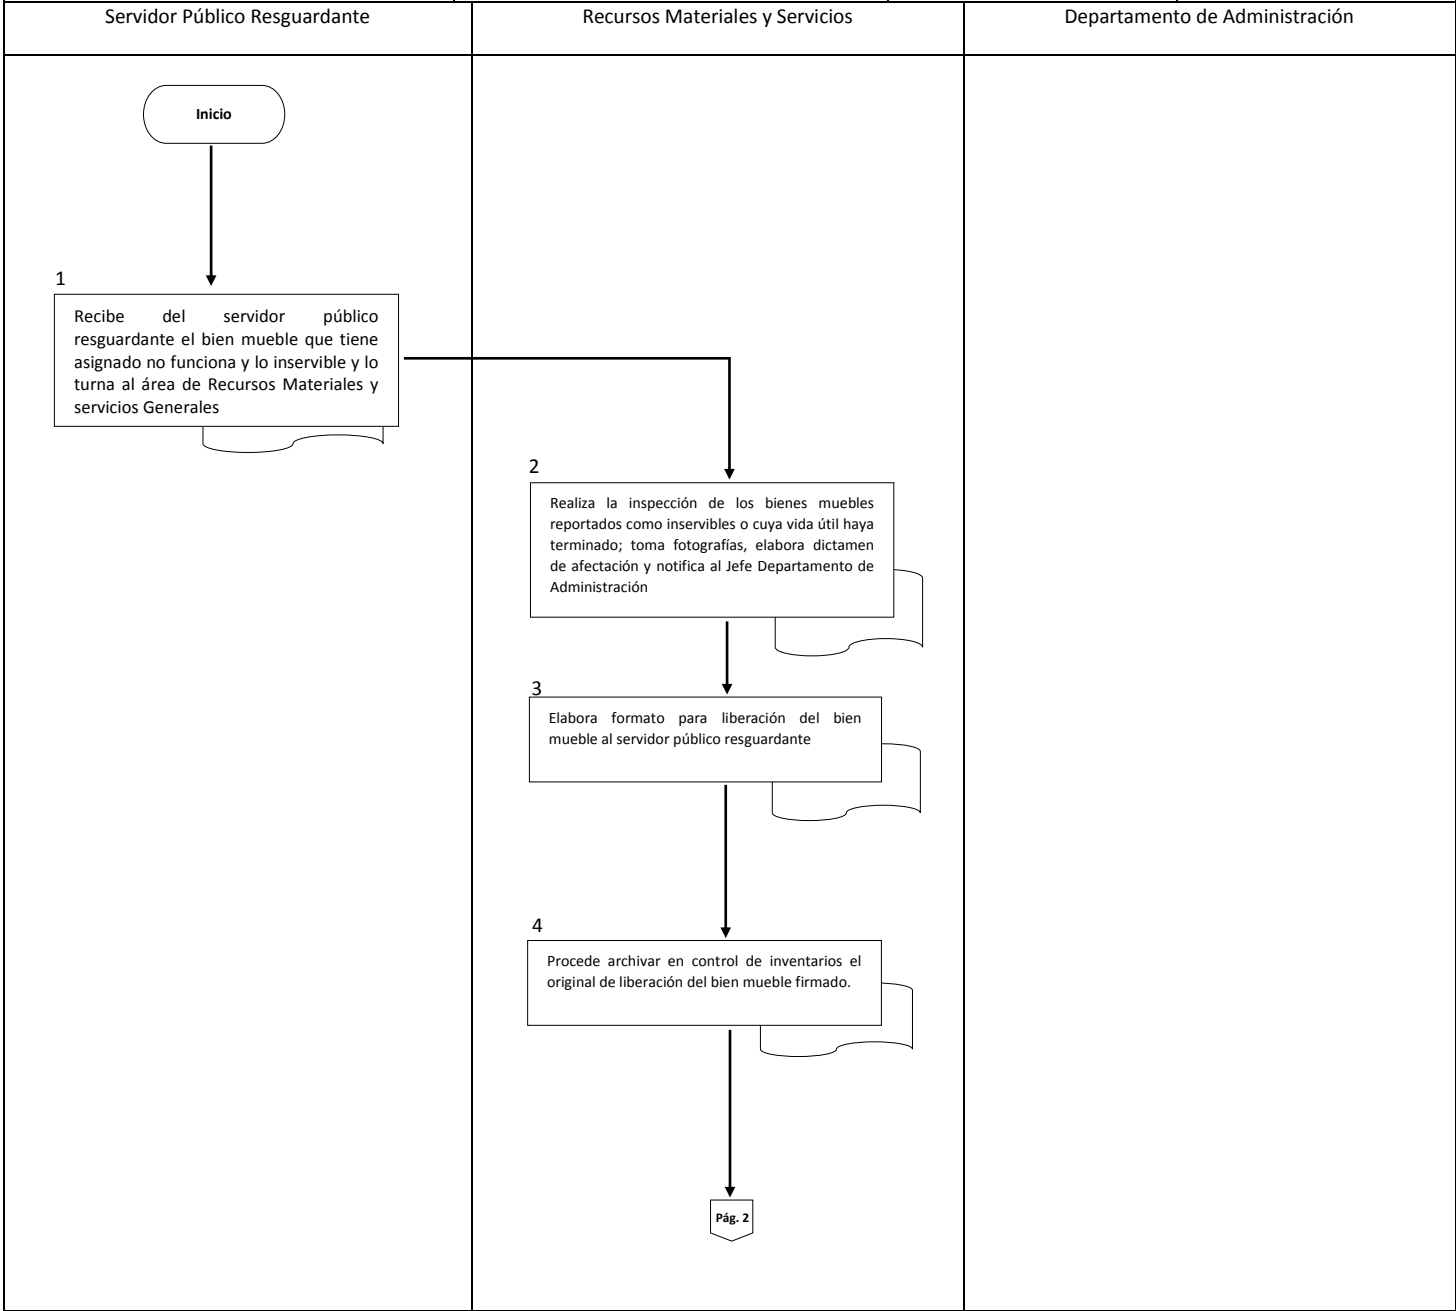 Servidor Público Resguardante
Recursos Materiales y Servicios
Departamento de Administración
Inicio
1
Recibe del servidor público
resguardante el bien mueble que tiene
asignado no funciona y lo inservible y lo
turna al área de Recursos Materiales y
servicios Generales
2
Realiza la inspección de los bienes muebles
reportados como inservibles o cuya vida útil haya
terminado; toma fotografías, elabora dictamen
de afectación y notifica al Jefe Departamento de
Administración
3
Elabora formato para liberación del bien
mueble al servidor público resguardante
4
Procede archivar en control de inventarios el
original de liberación del bien mueble firmado.
Pág. 2